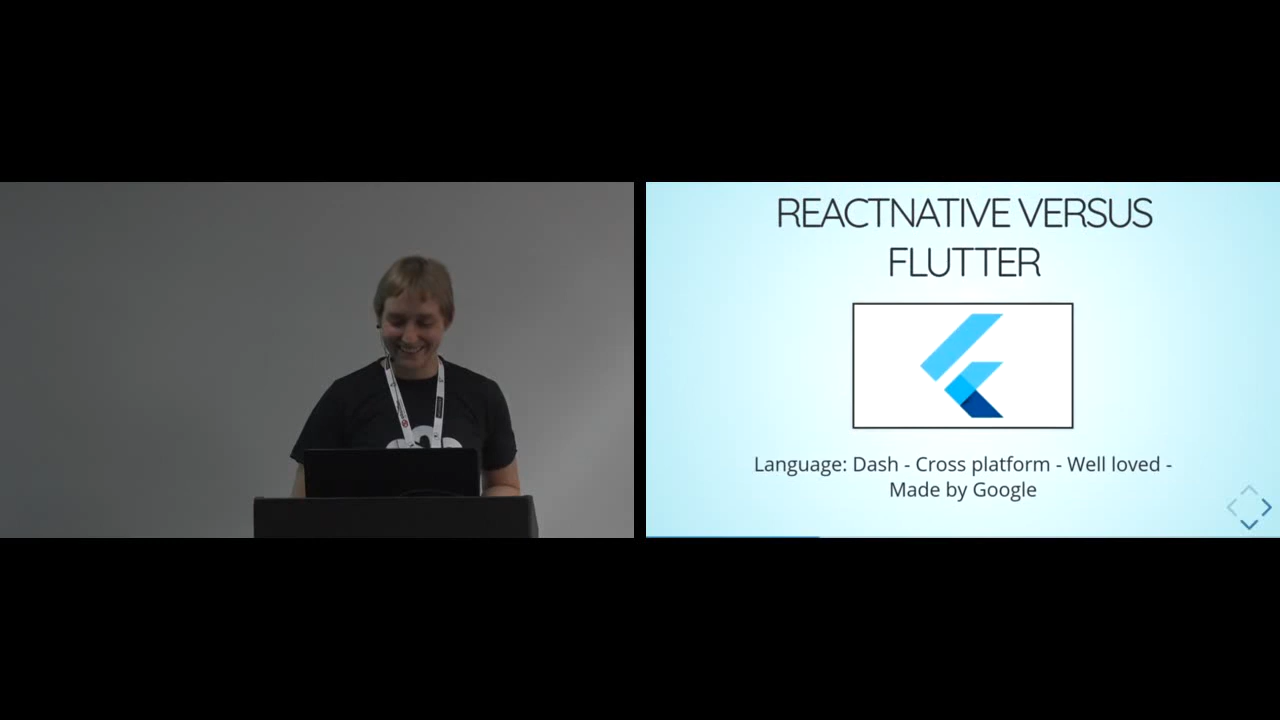 REACTNATIVE VERSUS
FLUTTER
Language: Dash - Cross platform - Well loved -
Made by Google